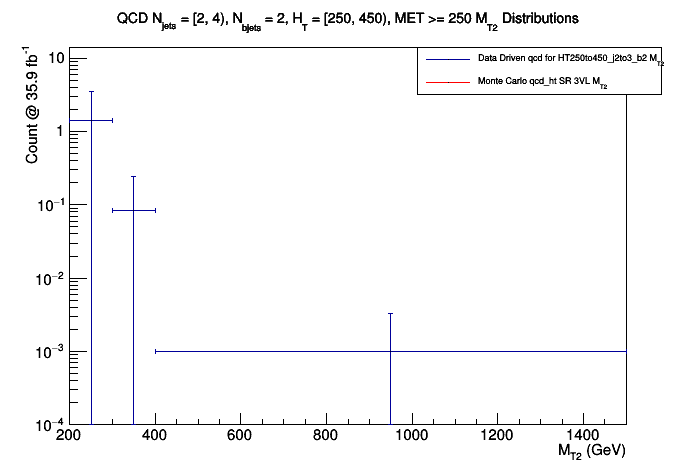 QCD N_jets = [2, 4), N_bjets = 2, H_T = [250, 450), MET >= 250 M_T2 Distributions
Data Driven qcd for HT250to450_j2to3_b2 M_T2
Monte Carlo qcd_ht SR 3VL M_T2
Count @ 35.9 fb^-1
10
1
10^-1
10^-2
10^-3
10^-4
200 400 600 800 1000 1200 1400
M_T2 (GeV)